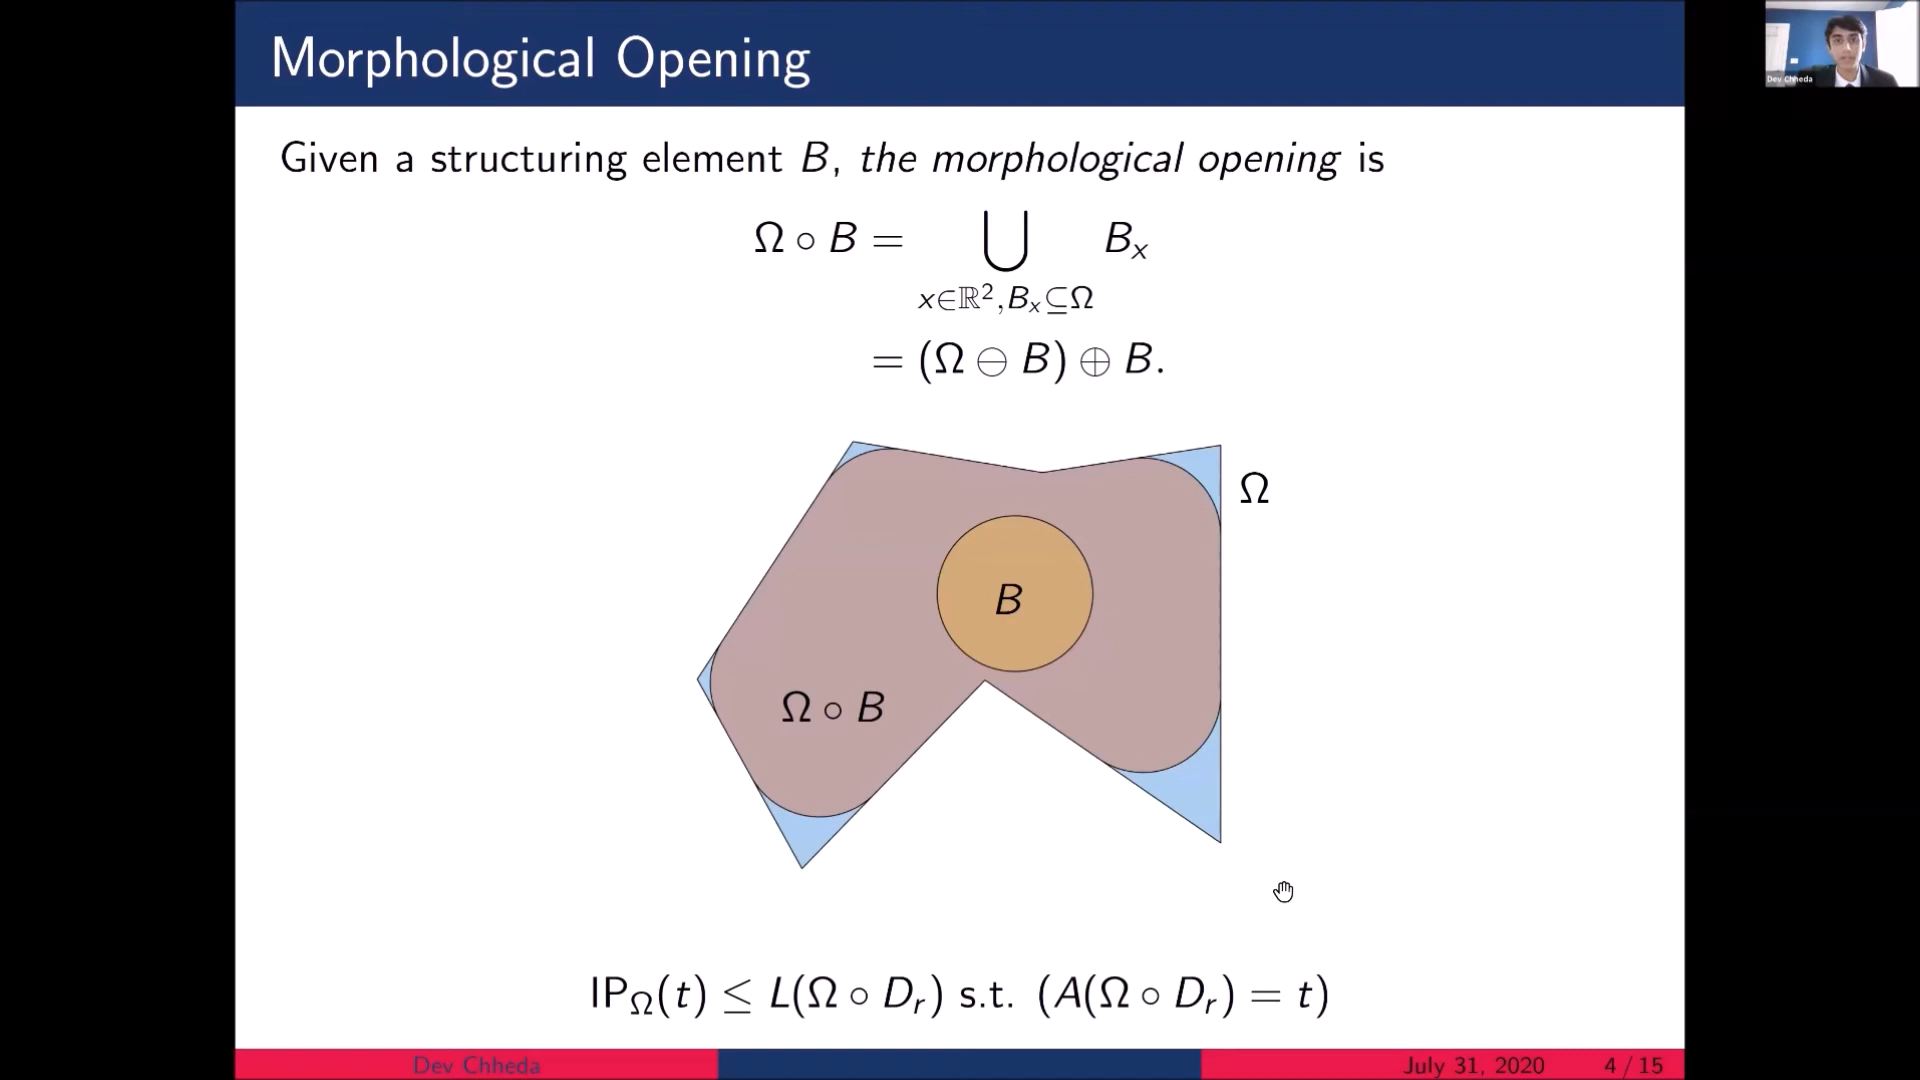 Morphological Opening
Dev Chheda
Given a structuring element B, the morphological opening is
Ω ∘ B = ⋃ B_x
x∈ℝ²,B_x⊆Ω
= (Ω ⊖ B) ⊕ B.
Ω
B
Ω ∘ B
IP_Ω(t) ≤ L(Ω ∘ D_r) s.t. (A(Ω ∘ D_r) = t)
Dev Chheda July 31, 2020 4 / 15